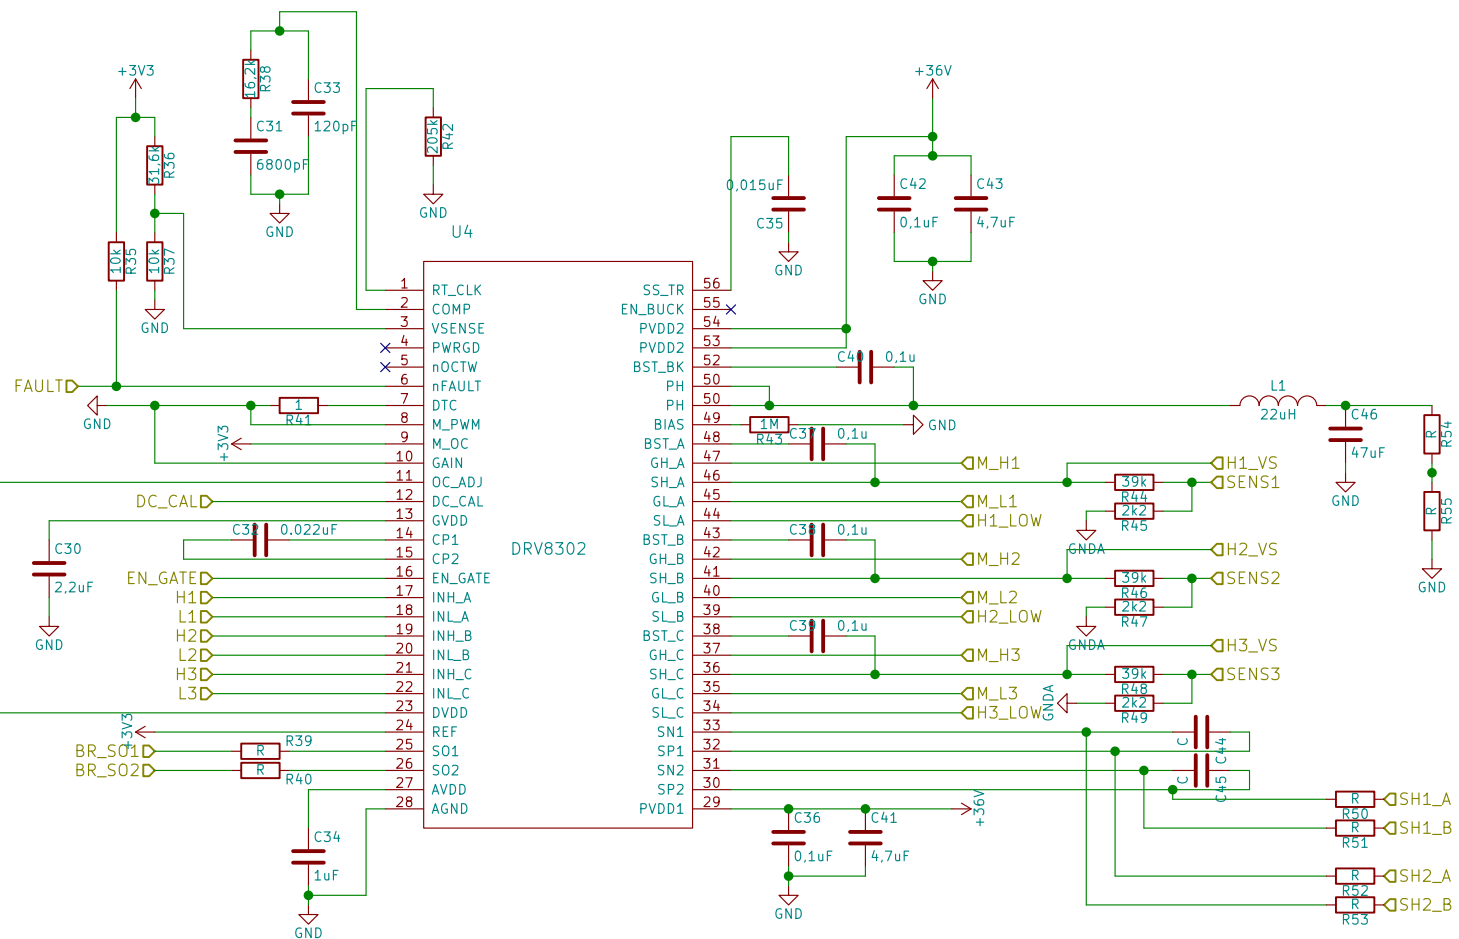 +3V3
R38
16,2k
C33
120pF
C31
6800pF
GND
R36
31,6k
R35
10k
R37
10k
GND
R42
205k
GND
U4
+36V
0,015uF
C35
GND
C42
0,1uF
C43
4,7uF
GND
DRV8302
1 RT_CLK
2 COMP
3 VSENSE
4 PWRGD
5 nOCTW
6 nFAULT
7 DTC
8 M_PWM
9 M_OC
10 GAIN
11 OC_ADJ
12 DC_CAL
13 GVDD
14 CP1
15 CP2
16 EN_GATE
17 INH_A
18 INL_A
19 INH_B
20 INL_B
21 INH_C
22 INL_C
23 DVDD
24 REF
25 SO1
26 SO2
27 AVDD
28 AGND
SS_TR 56
EN_BUCK 55
PVDD2 54
PVDD2 53
BST_BK 52
PH 50
PH 50
BIAS 49
BST_A 48
GH_A 47
SH_A 46
GL_A 45
SL_A 44
BST_B 43
GH_B 42
SH_B 41
GL_B 40
SL_B 39
BST_C 38
GH_C 37
SH_C 36
GL_C 35
SL_C 34
SN1 33
SP1 32
SN2 31
SP2 30
PVDD1 29
FAULT
GND
1
R41
+3V3
DC_CAL
C32 0.022uF
C30
2,2uF
GND
EN_GATE
H1
L1
H2
L2
H3
L3
+3V3
BR_SO1
BR_SO2
R
R39
R
R40
C34
1uF
GND
C40 0,1u
1M
R43
GND
C37 0,1u
M_H1
M_L1
H1_LOW
C38 0,1u
M_H2
M_L2
H2_LOW
C39 0,1u
M_H3
M_L3
H3_LOW
L1
22uH
C46
47uF
GND
R
R54
R
R55
GND
H1_VS
SENS1
39k
R44
2k2
R45
GNDA
H2_VS
SENS2
39k
R46
2k2
R47
GNDA
H3_VS
SENS3
39k
R48
2k2
R49
GNDA
C
C44
C
C45
C36
0,1uF
C41
4,7uF
+36V
GND
R
R50
SH1_A
R
R51
SH1_B
R
R52
SH2_A
R
R53
SH2_B